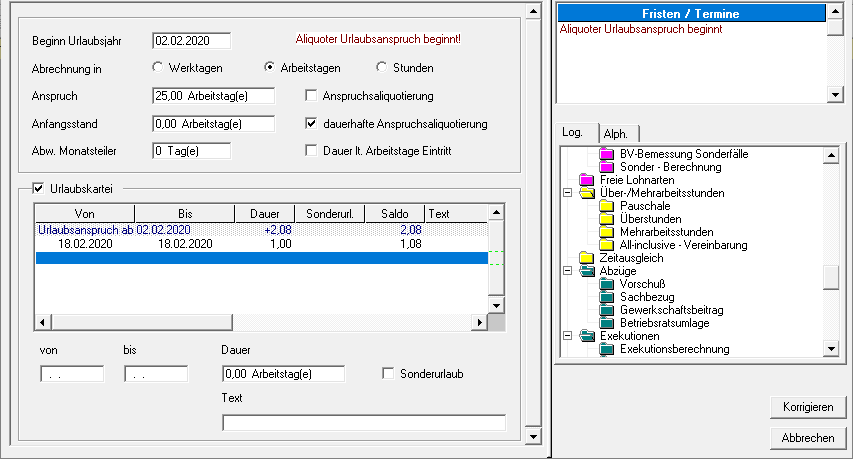 Beginn Urlaubsjahr 02.02.2020 Aliquoter Urlaubsanspruch beginnt!
Abrechnung in Werktagen Arbeitstagen Stunden
Anspruch 25,00 Arbeitstag(e) Anspruchsaliquotierung
Anfangsstand 0,00 Arbeitstag(e) dauerhafte Anspruchsaliquotierung
Abw. Monatsteiler 0 Tag(e) Dauer lt. Arbeitstage Eintritt
Urlaubskartei
Von Bis Dauer Sonderurl. Saldo Text
Urlaubsanspruch ab 02.02.2020 +2,08 2,08
18.02.2020 18.02.2020 1,00 1,08
von bis Dauer
. . . . 0,00 Arbeitstag(e) Sonderurlaub
Text
Fristen / Termine
Aliquoter Urlaubsanspruch beginnt
Log. Alph.
BV-Bemessung Sonderfälle
Sonder - Berechnung
Freie Lohnarten
Über-/Mehrarbeitsstunden
Pauschale
Überstunden
Mehrarbeitsstunden
All-inclusive - Vereinbarung
Zeitausgleich
Abzüge
Vorschuß
Sachbezug
Gewerkschaftsbeitrag
Betriebsratsumlage
Exekutionen
Exekutionsberechnung
Korrigieren
Abbrechen